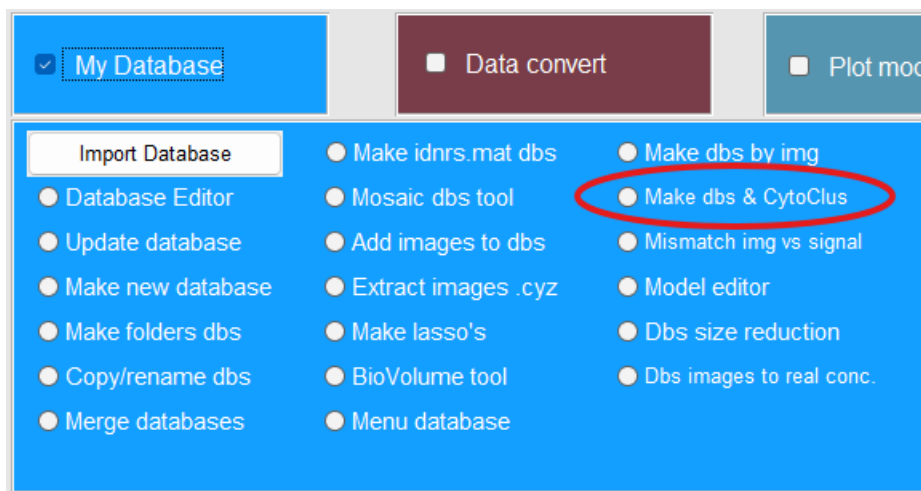 My Database
Data convert
Plot mod
Import Database
Make idnrs.mat dbs
Make dbs by img
Database Editor
Mosaic dbs tool
Make dbs & CytoClus
Update database
Add images to dbs
Mismatch img vs signal
Make new database
Extract images .cyz
Model editor
Make folders dbs
Make lasso's
Dbs size reduction
Copy/rename dbs
BioVolume tool
Dbs images to real conc.
Merge databases
Menu database